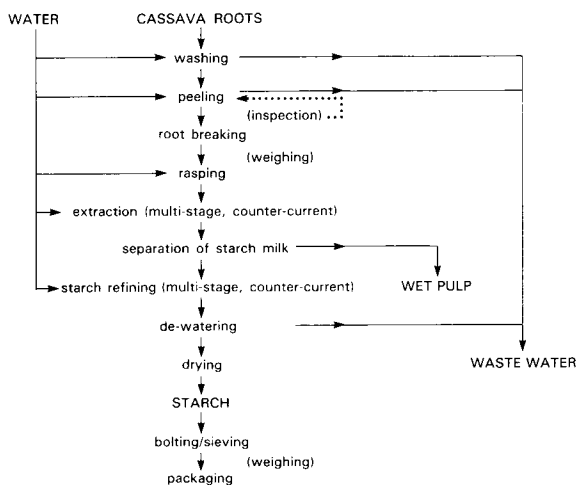 WATER CASSAVA ROOTS
washing
peeling
(inspection)
root breaking
(weighing)
rasping
extraction (multi-stage, counter-current)
separation of starch milk
starch refining (multi-stage, counter-current) WET PULP
de-watering
WASTE WATER
drying
STARCH
bolting/sieving
(weighing)
packaging